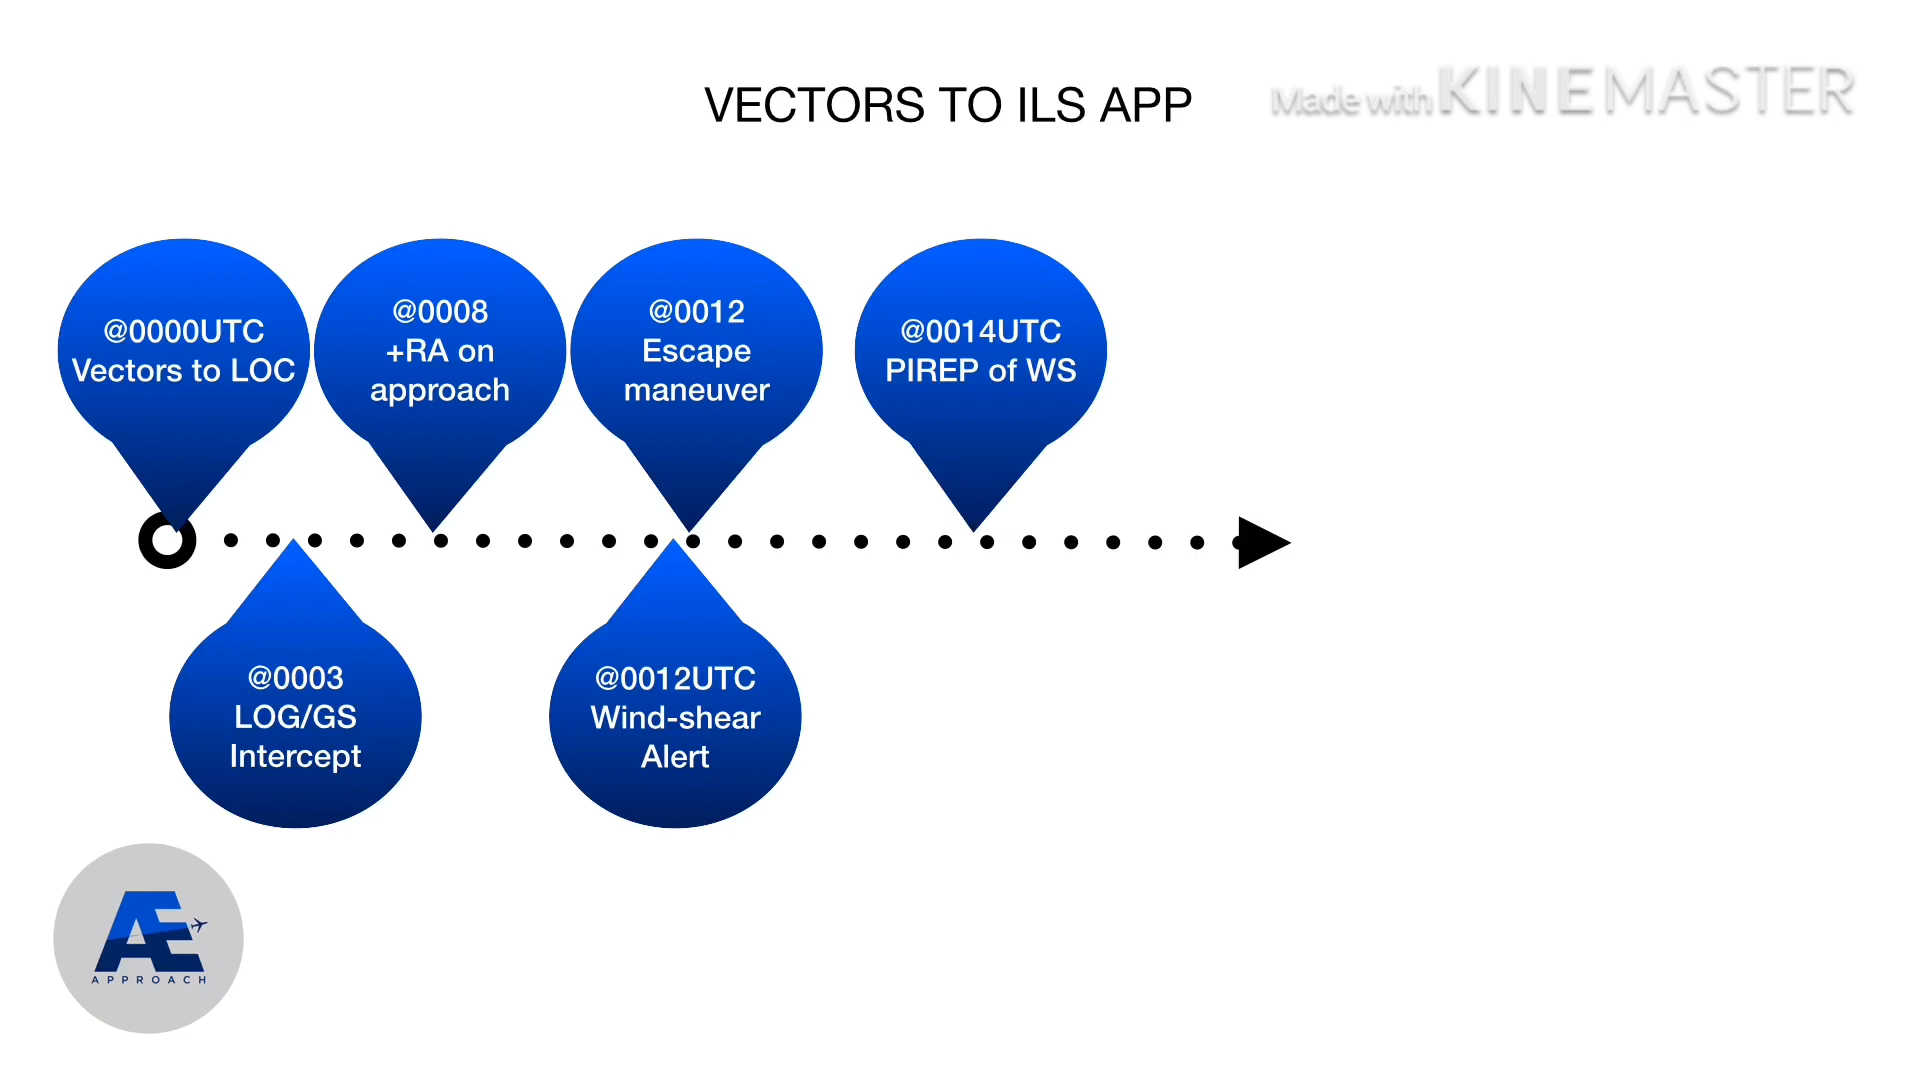 VECTORS TO ILS APP
Made with KINEMASTER
@0000UTC
Vectors to LOC
@0008
+RA on
approach
@0012
Escape
maneuver
@0014UTC
PIREP of WS
@0003
LOG/GS
Intercept
@0012UTC
Wind-shear
Alert
ÆE
APPROACH